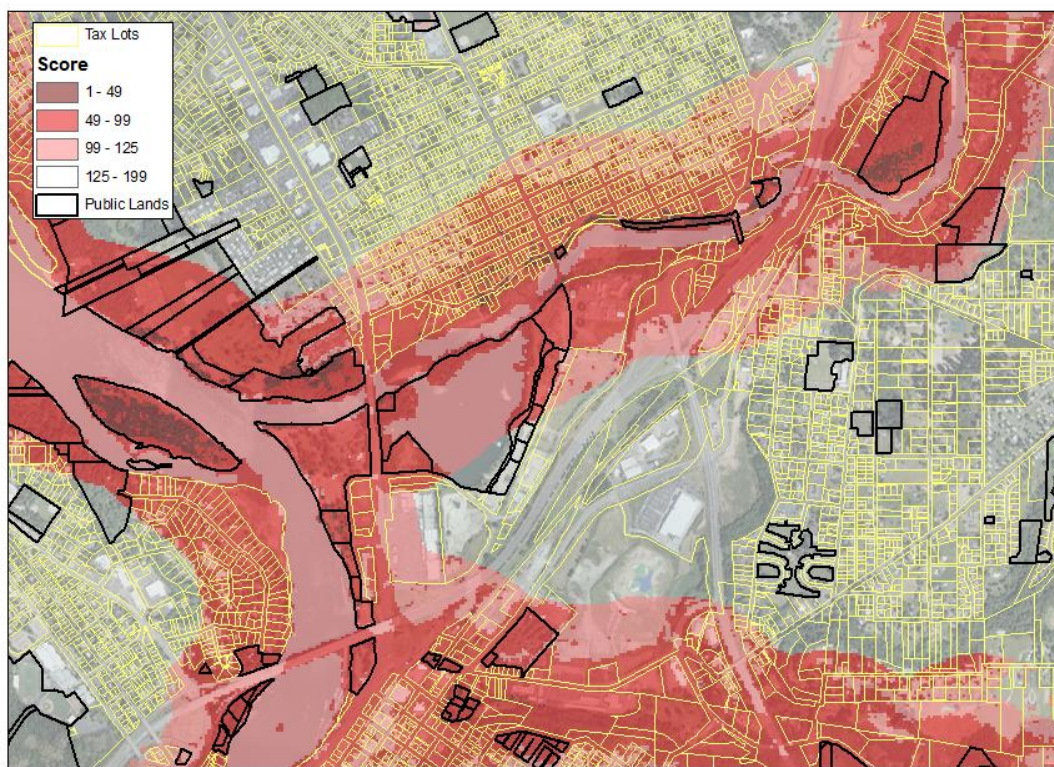 Tax Lots
Score
1 - 49
49 - 99
99 - 125
125 - 199
Public Lands